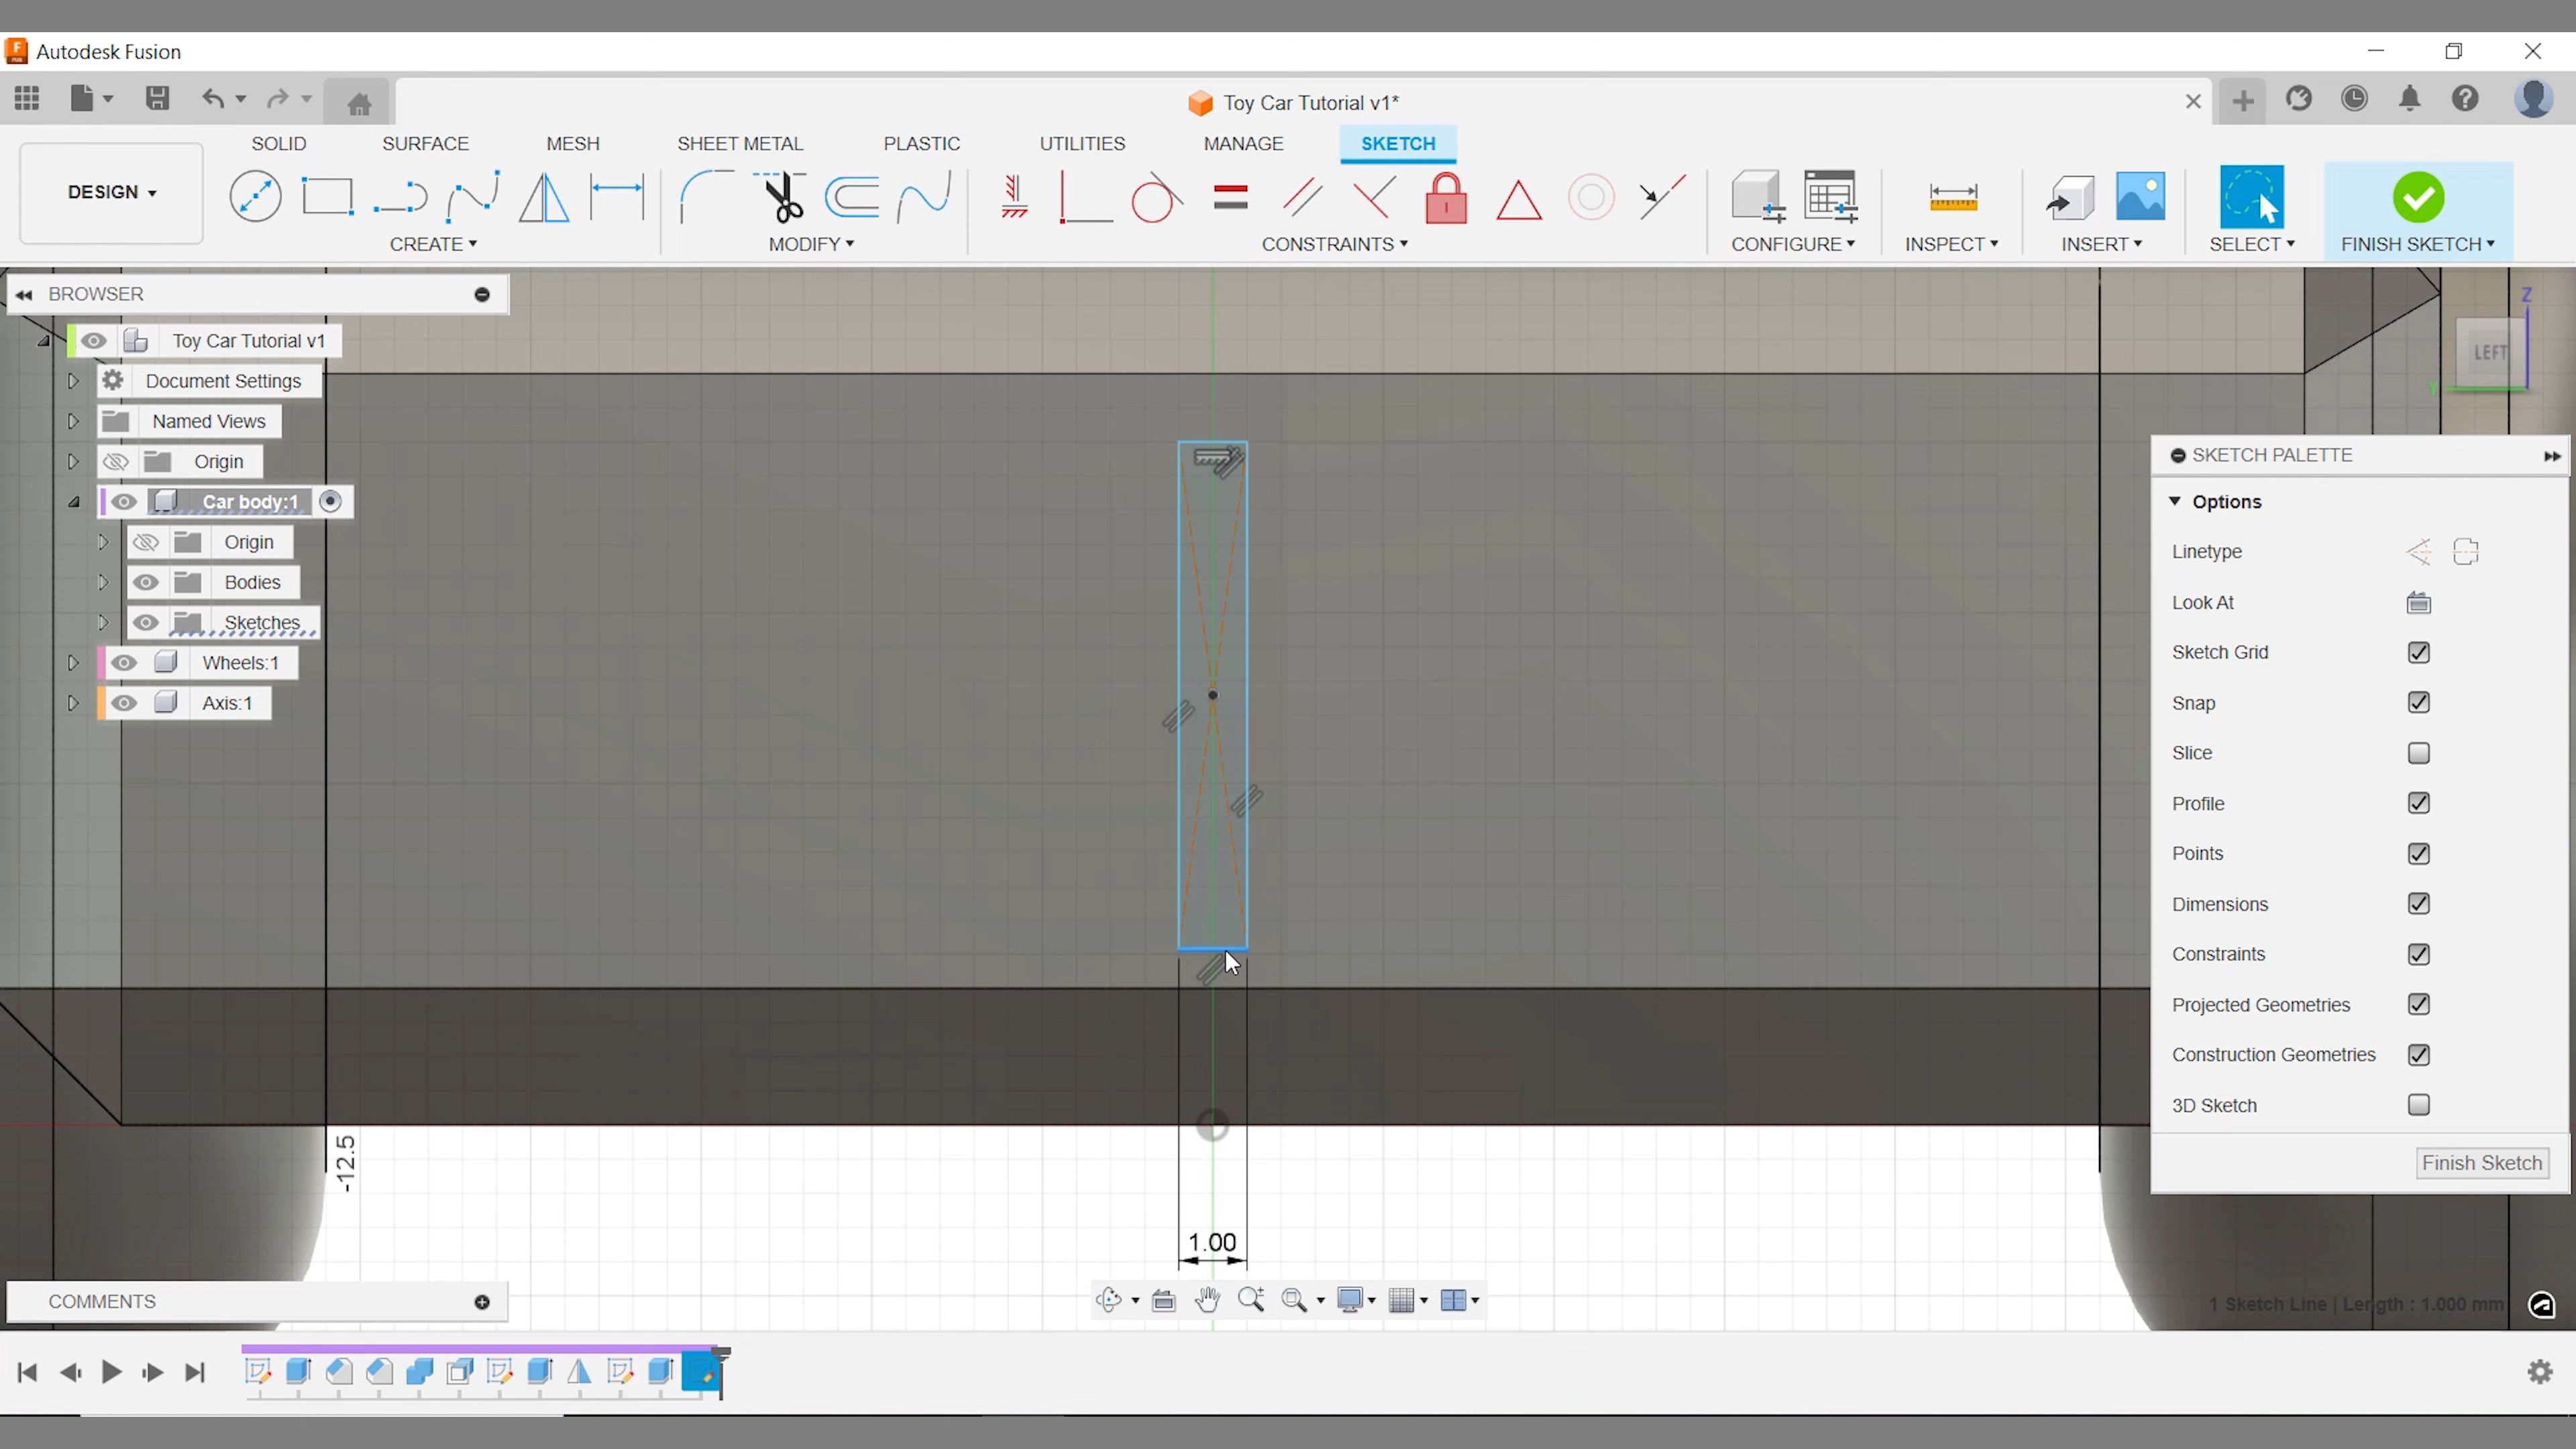 Autodesk Fusion
Toy Car Tutorial v1*
SOLID SURFACE MESH SHEET METAL PLASTIC UTILITIES MANAGE SKETCH
DESIGN
CREATE MODIFY CONSTRAINTS CONFIGURE INSPECT INSERT SELECT FINISH SKETCH
BROWSER
Toy Car Tutorial v1
Document Settings
Named Views
Origin
Car body:1
Origin
Bodies
Sketches
Wheels:1
Axis:1
Z
LEFT
Y
SKETCH PALETTE
Options
Linetype
Look At
Sketch Grid
Snap
Slice
Profile
Points
Dimensions
Constraints
Projected Geometries
Construction Geometries
3D Sketch
Finish Sketch
-12.5
1.00
COMMENTS
1 Sketch Line | Length : 1.000 mm